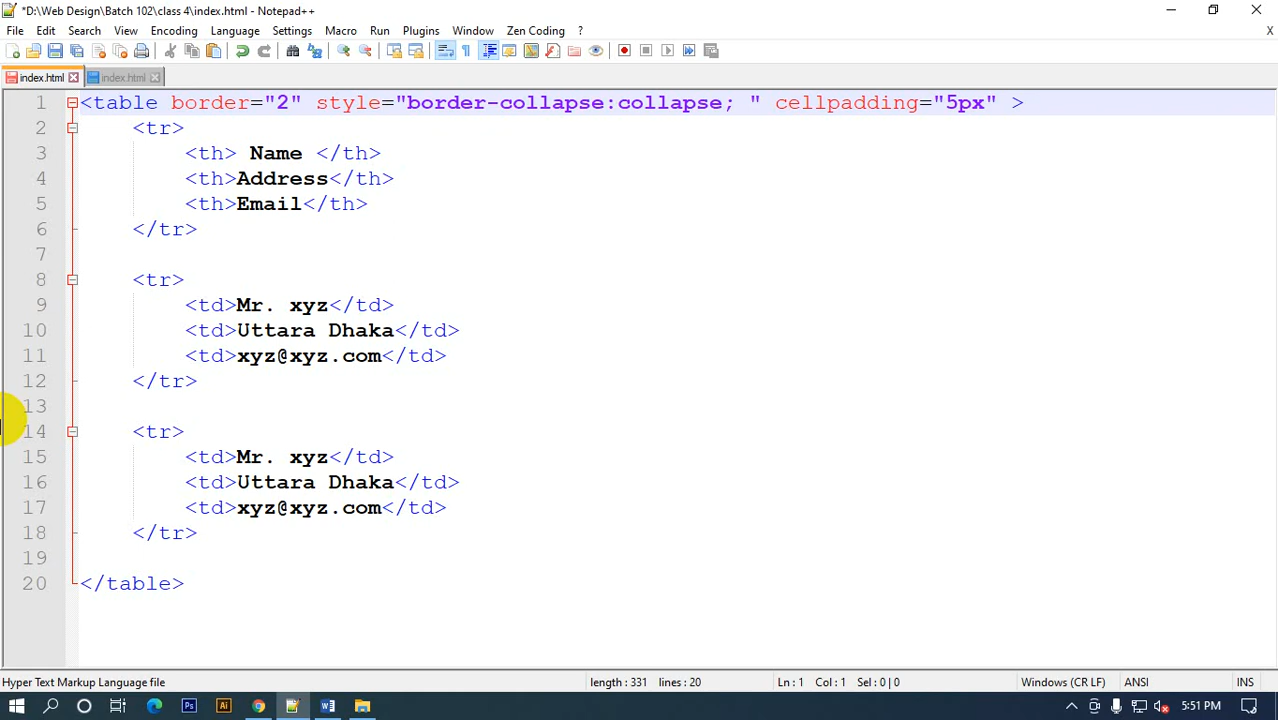 *D:\Web Design\Batch 102\class 4\index.html - Notepad++
File Edit Search View Encoding Language Settings Macro Run Plugins Window Zen Coding ? X
index.html index.html
1 <table border="2" style="border-collapse:collapse; " cellpadding="5px" >
2 <tr>
3 <th> Name </th>
4 <th>Address</th>
5 <th>Email</th>
6 </tr>
7
8 <tr>
9 <td>Mr. xyz</td>
10 <td>Uttara Dhaka</td>
11 <td>xyz@xyz.com</td>
12 </tr>
13
14 <tr>
15 <td>Mr. xyz</td>
16 <td>Uttara Dhaka</td>
17 <td>xyz@xyz.com</td>
18 </tr>
19
20 </table>
Hyper Text Markup Language file length : 331 lines : 20 Ln : 1 Col : 1 Sel : 0 | 0 Windows (CR LF) ANSI INS
Ps Ai 5:51 PM